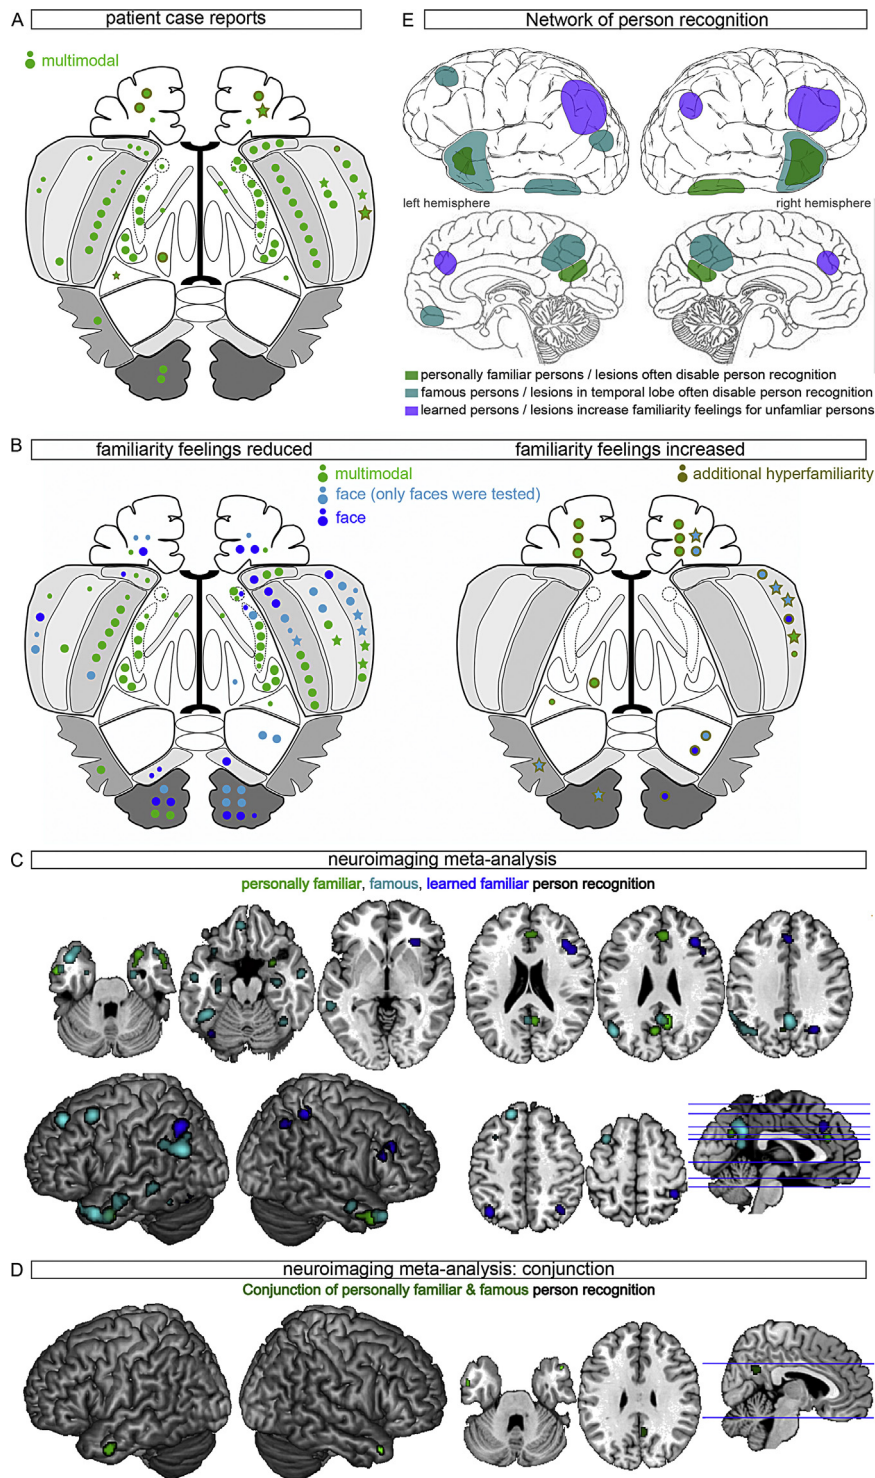 A
patient case reports
multimodal
E
Network of person recognition
left hemisphere
right hemisphere
personally familiar persons / lesions often disable person recognition
famous persons / lesions in temporal lobe often disable person recognition
learned persons / lesions increase familiarity feelings for unfamliar persons
B
familiarity feelings reduced
familiarity feelings increased
multimodal
face (only faces were tested)
face
additional hyperfamiliarity
C
neuroimaging meta-analysis
personally familiar, famous, learned familiar person recognition
D
neuroimaging meta-analysis: conjunction
Conjunction of personally familiar & famous person recognition